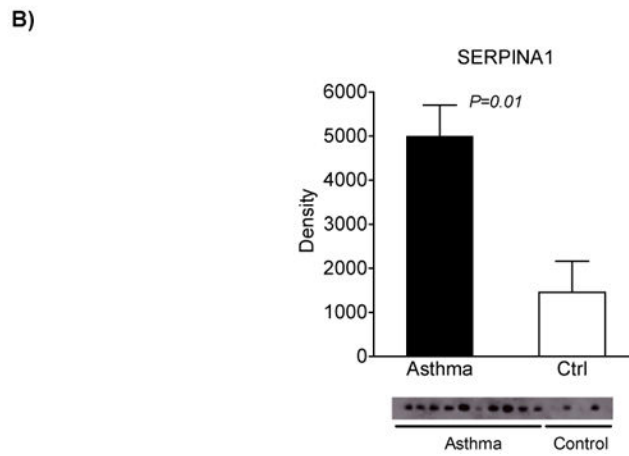 B)
SERPINA1
6000
P=0.01
5000
4000
Density
3000
2000
1000
0
Asthma Ctrl
Asthma Control